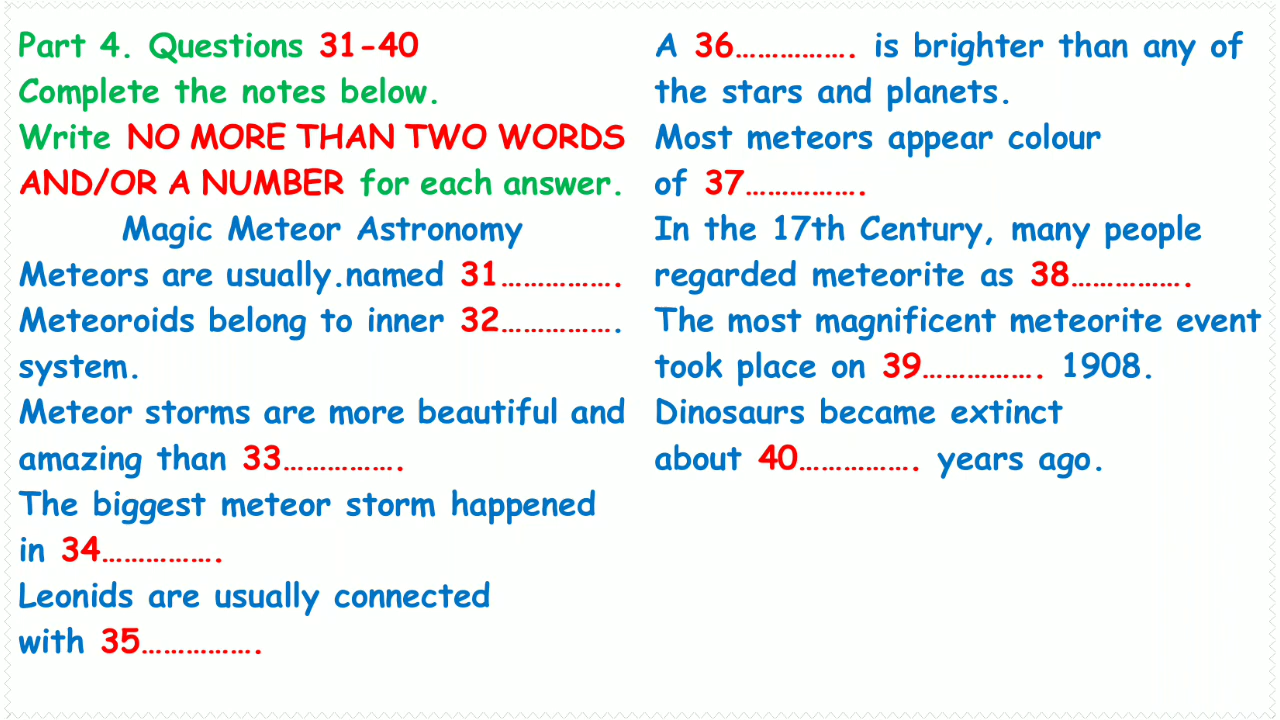 Part 4. Questions 31-40
Complete the notes below.
Write NO MORE THAN TWO WORDS
AND/OR A NUMBER for each answer.
Magic Meteor Astronomy
Meteors are usually.named 31…………….
Meteoroids belong to inner 32…………….
system.
Meteor storms are more beautiful and
amazing than 33…………….
The biggest meteor storm happened
in 34…………….
Leonids are usually connected
with 35…………….
A 36……………. is brighter than any of
the stars and planets.
Most meteors appear colour
of 37…………….
In the 17th Century, many people
regarded meteorite as 38…………….
The most magnificent meteorite event
took place on 39……………. 1908.
Dinosaurs became extinct
about 40……………. years ago.